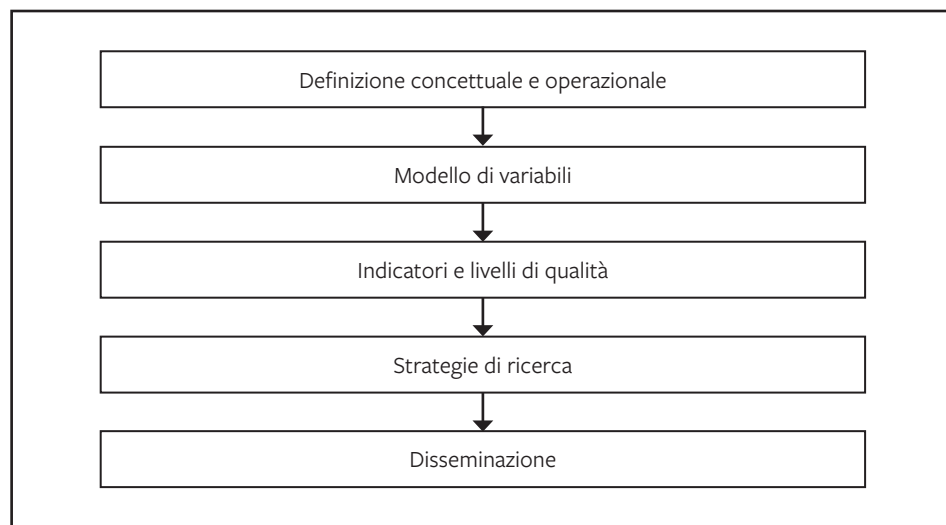 Definizione concettuale e operazionale
Modello di variabili
Indicatori e livelli di qualità
Strategie di ricerca
Disseminazione